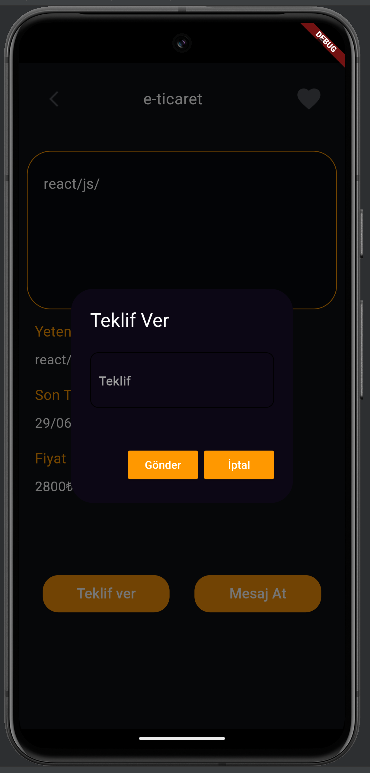 DEBUG
e-ticaret
react/js/
Teklif Ver
Yeten
react/
Teklif
Son T
29/06
Fiyat
2800₺
Gönder İptal
Teklif ver Mesaj At